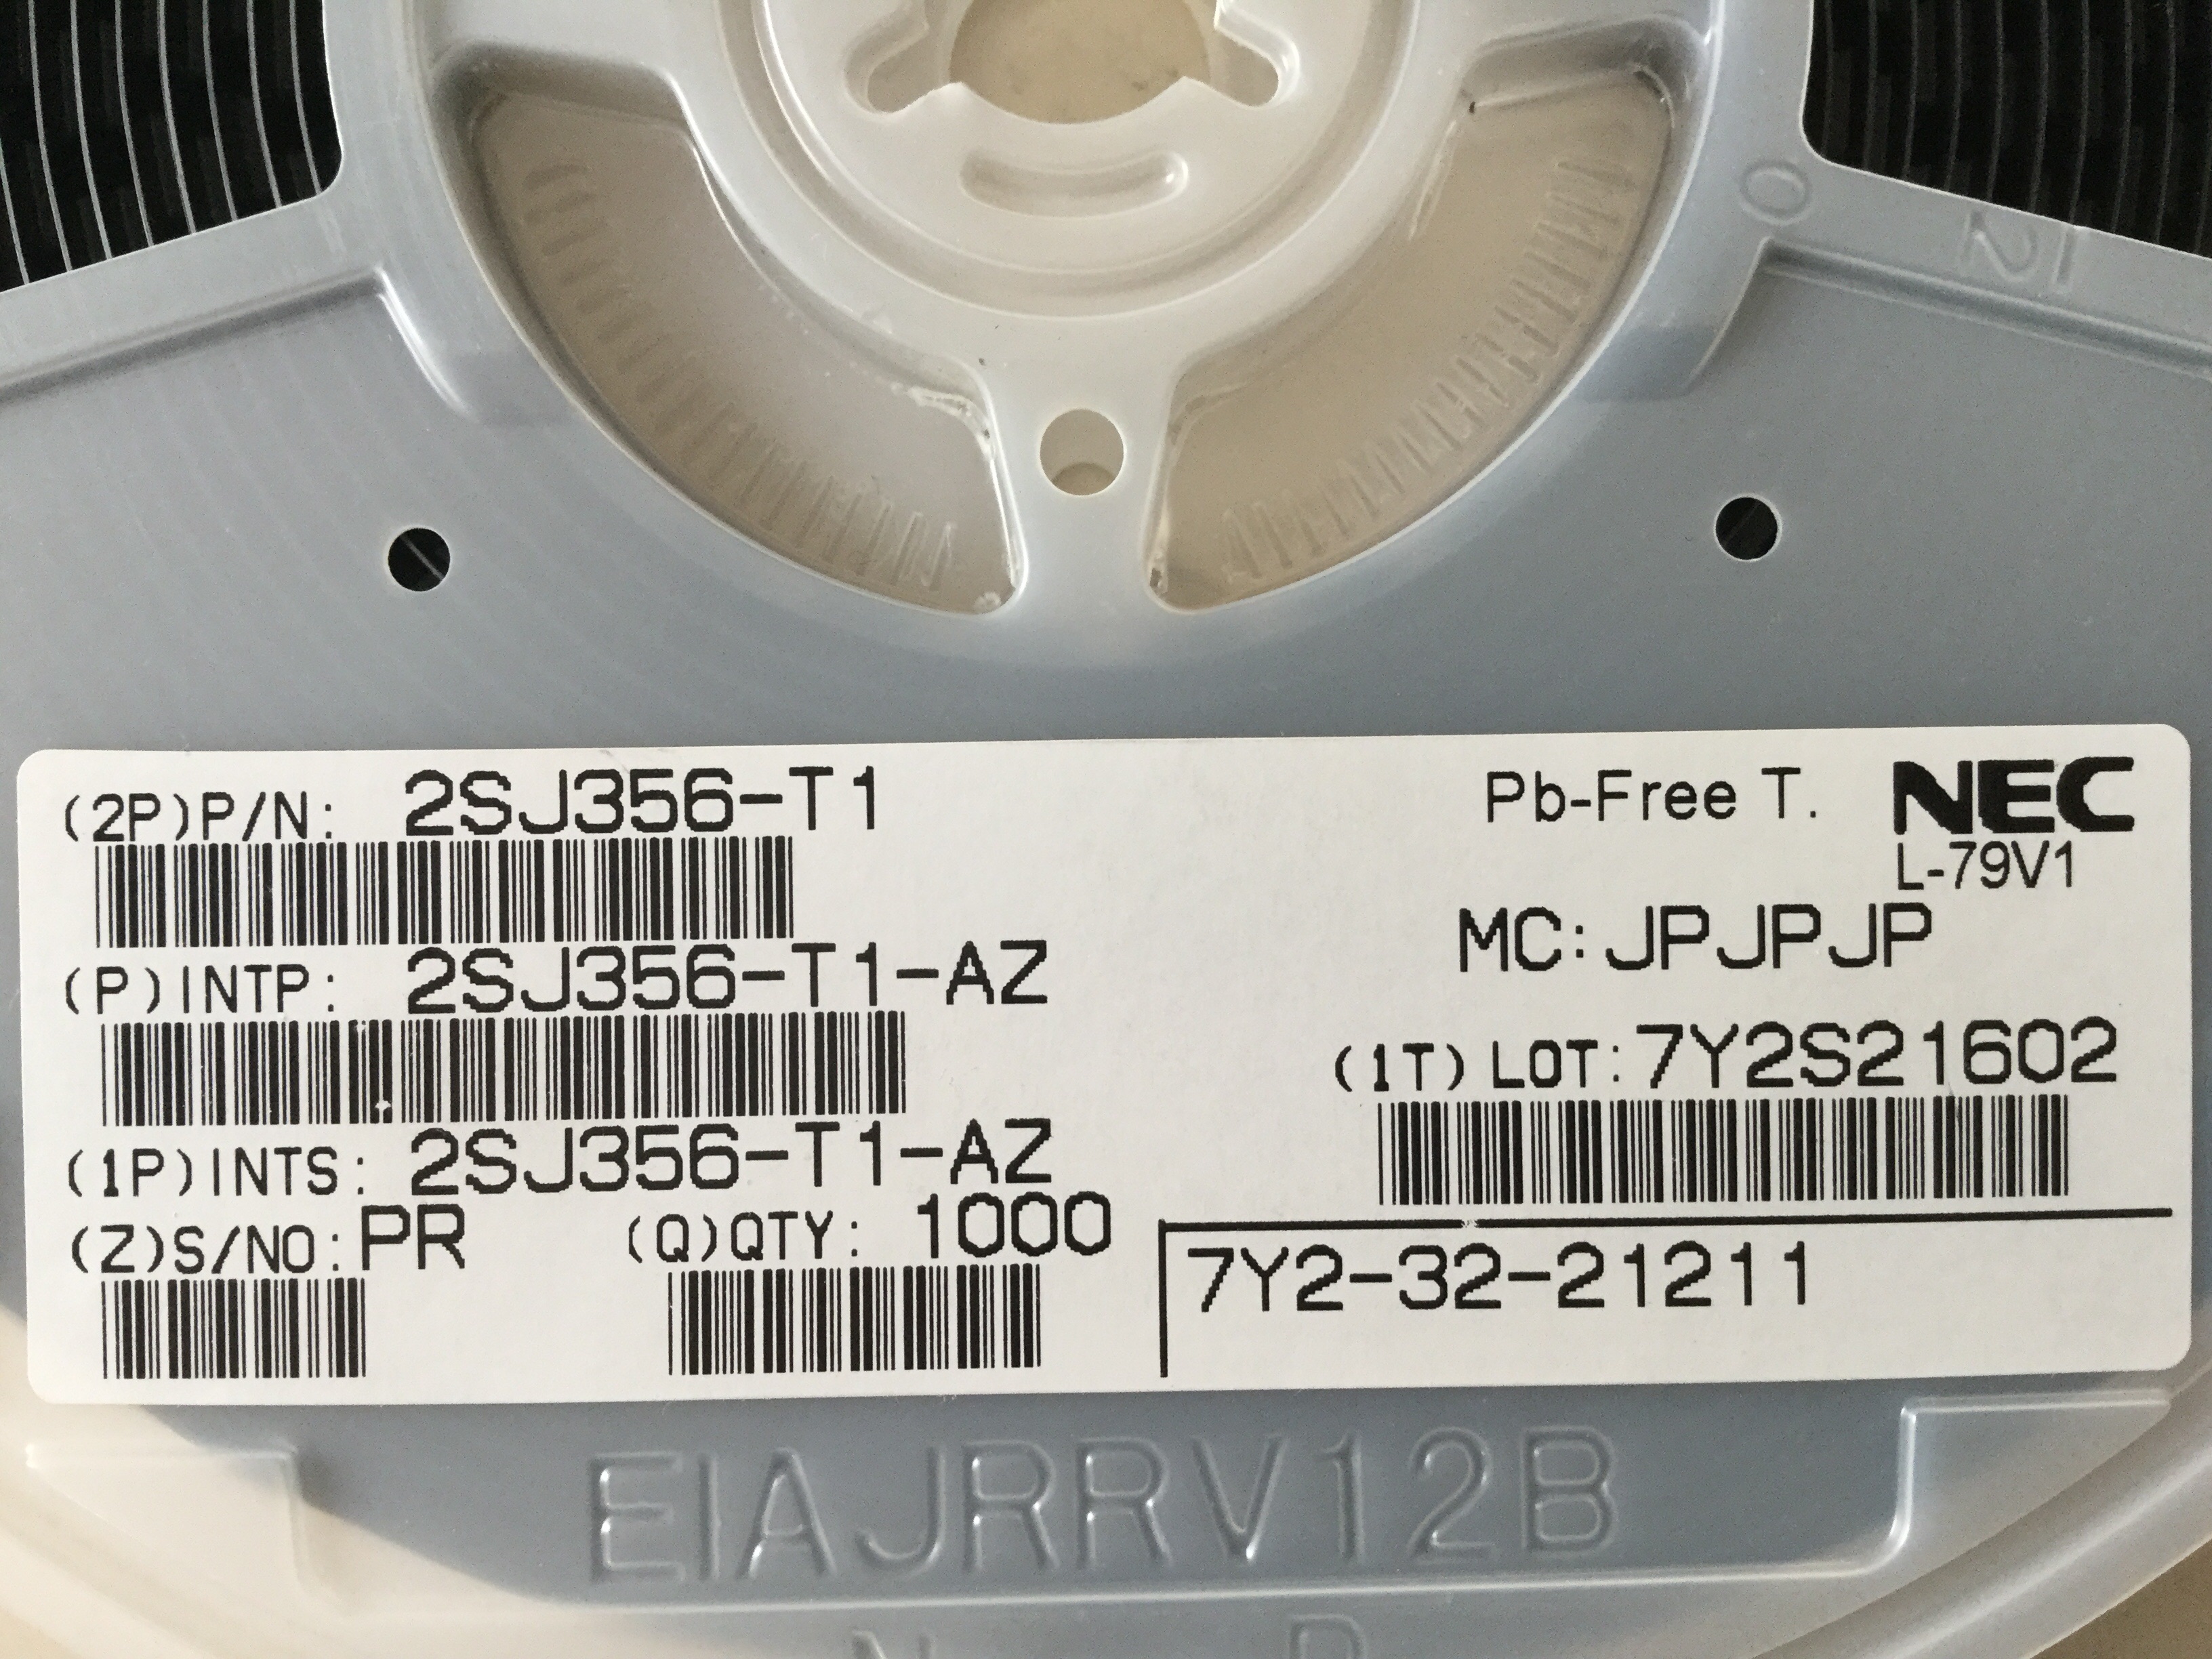 (2P)P/N: 2SJ356-T1
Pb-Free T. NEC
L-79V1
MC: JPJPJP
(P)INTP: 2SJ356-T1-AZ
(1T) LOT: 7Y2S21602
(1P)INTS: 2SJ356-T1-AZ
(Z)S/NO: PR (Q)QTY: 1000
7Y2-32-21211
EIAJRRV12B